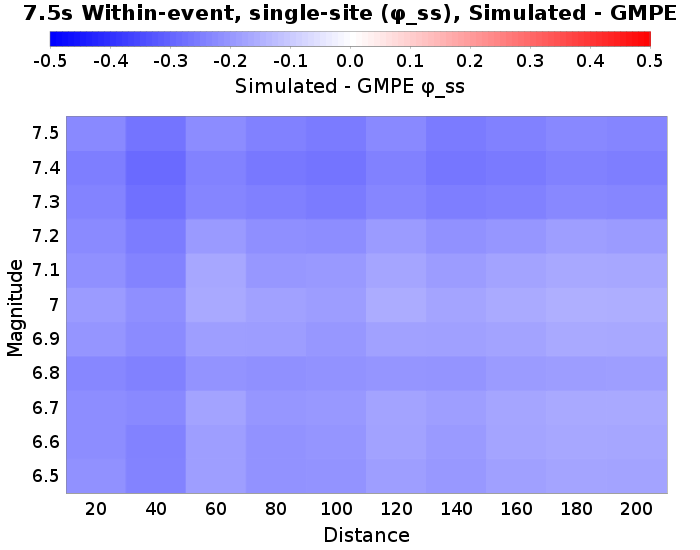 7.5s Within-event, single-site (φ_ss), Simulated - GMPE
-0.5 -0.4 -0.3 -0.2 -0.1 0.0 0.1 0.2 0.3 0.4 0.5
Simulated - GMPE φ_ss
7.5
7.4
7.3
7.2
7.1
7
6.9
6.8
6.7
6.6
6.5
Magnitude
20 40 60 80 100 120 140 160 180 200
Distance